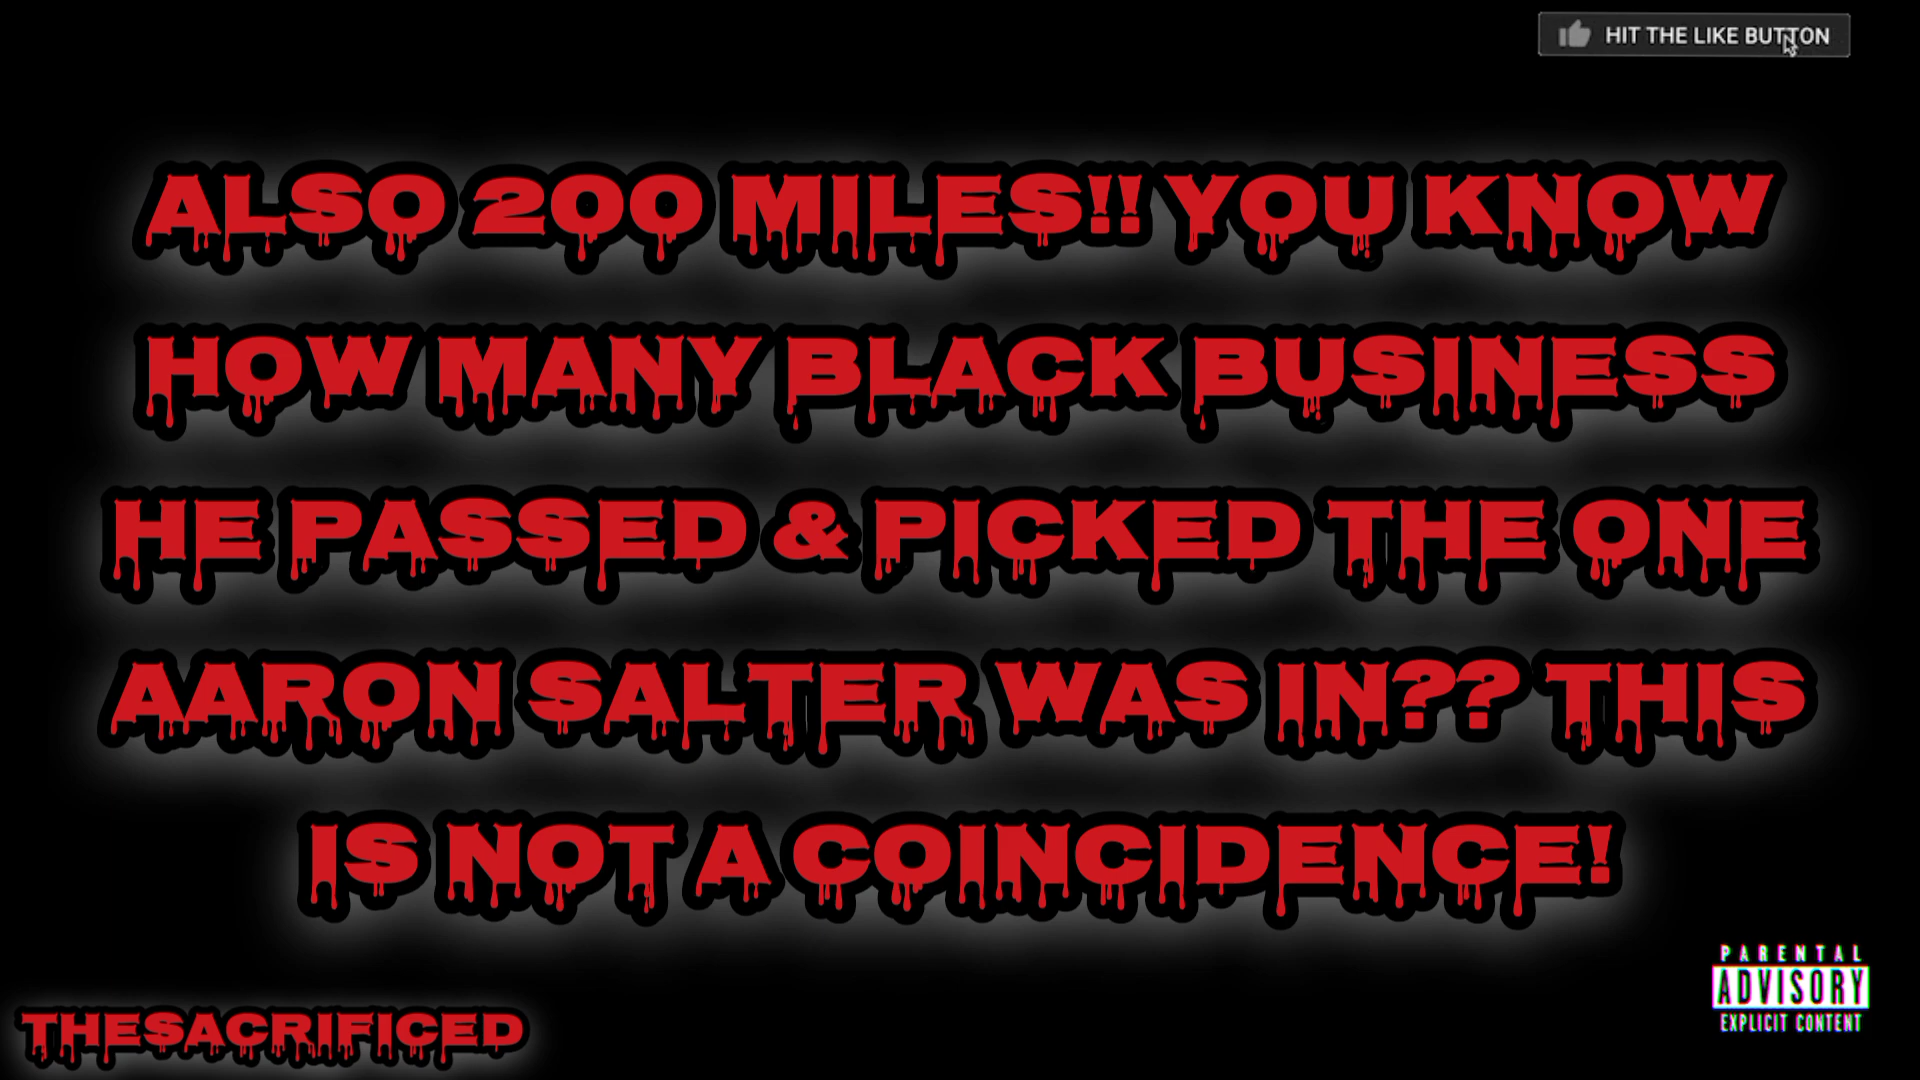 HIT THE LIKE BUTTON
ALSO 200 MILES!! YOU KNOW
HOW MANY BLACK BUSINESS
HE PASSED & PICKED THE ONE
AARON SALTER WAS IN?? THIS
IS NOT A COINCIDENCE!
PARENTAL
ADVISORY
EXPLICIT CONTENT
THESACRIFICED